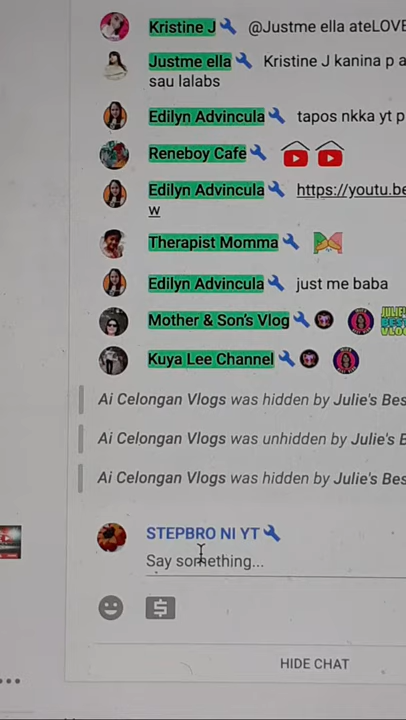 Kristine J @Justme ella ateLOVE
Justme ella Kristine J kanina p a
sau lalabs
Edilyn Advincula tapos nkka yt p
Reneboy Cafe
Edilyn Advincula https://youtu.be
w
Therapist Momma
Edilyn Advincula just me baba
Mother & Son's Vlog JULIE'S BEST VLOG
Kuya Lee Channel
Ai Celongan Vlogs was hidden by Julie's Bes
Ai Celongan Vlogs was unhidden by Julie's B
Ai Celongan Vlogs was hidden by Julie's Bes
STEPBRO NI YT
Say something...
HIDE CHAT